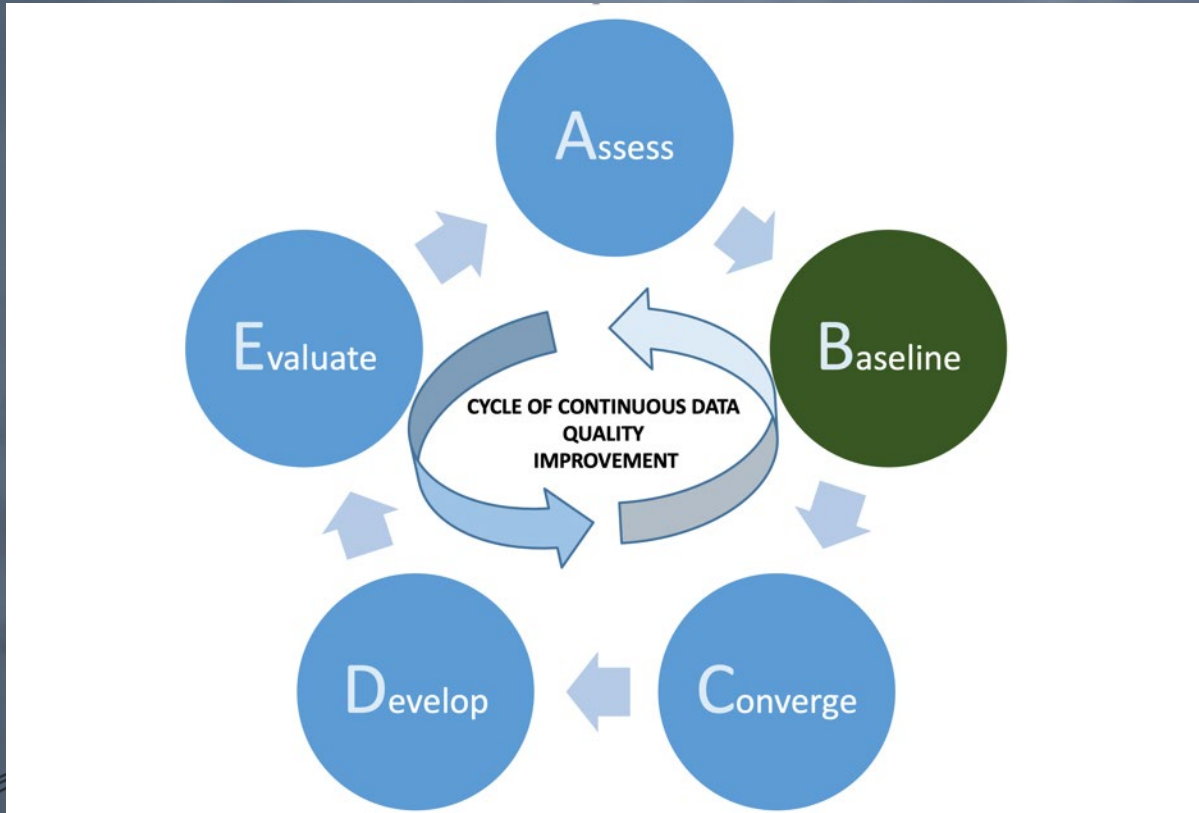 Assess
Baseline
Converge
Develop
Evaluate
CYCLE OF CONTINUOUS DATA
QUALITY
IMPROVEMENT